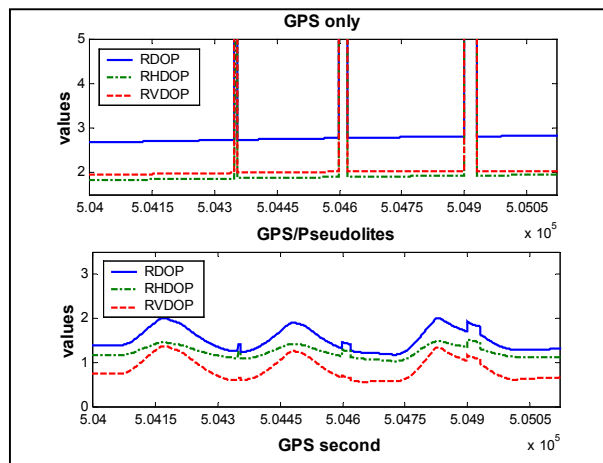 GPS only
5
4
3
2
values
RDOP
RHDOP
RVDOP
5.04 5.0415 5.043 5.0445 5.046 5.0475 5.049 5.0505
x 10^5
GPS/Pseudolites
3
2
1
0
values
RDOP
RHDOP
RVDOP
5.04 5.0415 5.043 5.0445 5.046 5.0475 5.049 5.0505
x 10^5
GPS second